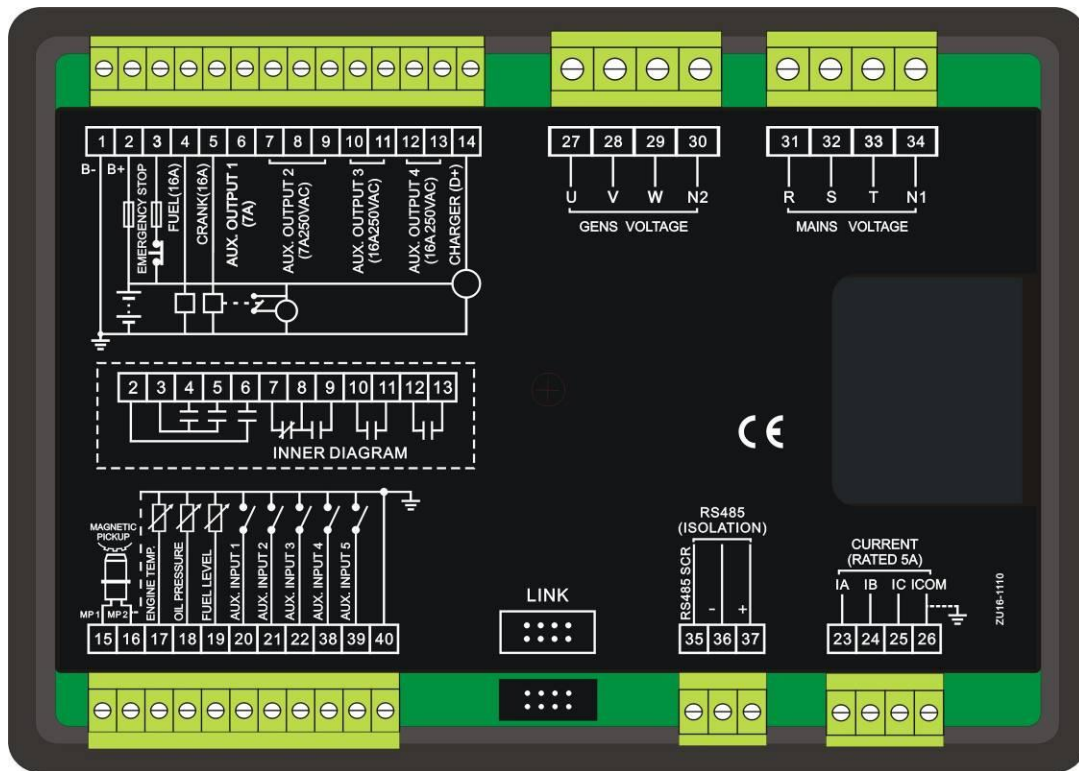 1 2 3 4 5 6 7 8 9 10 11 12 13 14
B- B+
EMERGENCY STOP
FUEL(16A)
CRANK(16A)
AUX. OUTPUT 1
(7A)
AUX. OUTPUT 2
(7A250VAC)
AUX. OUTPUT 3
(16A250VAC)
AUX. OUTPUT 4
(16A 250VAC)
CHARGER (D+)
27 28 29 30
U V W N2
GENS VOLTAGE
31 32 33 34
R S T N1
MAINS VOLTAGE
2 3 4 5 6 7 8 9 10 11 12 13
INNER DIAGRAM
CE
MAGNETIC
PICKUP
MP1 MP2
ENGINE TEMP.
OIL PRESSURE
FUEL LEVEL
AUX. INPUT 1
AUX. INPUT 2
AUX. INPUT 3
AUX. INPUT 4
AUX. INPUT 5
15 16 17 18 19 20 21 22 38 39 40
LINK
RS485
(ISOLATION)
RS485 SCR
- +
35 36 37
CURRENT
(RATED 5A)
IA IB IC ICOM
23 24 25 26
ZU16-1110